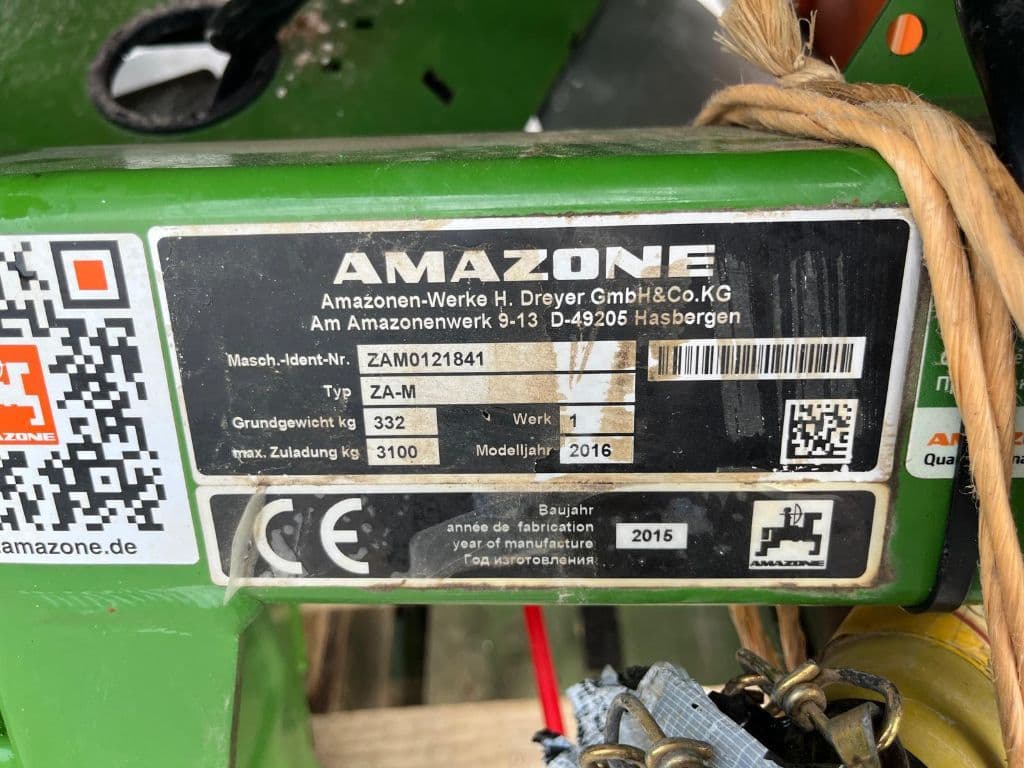 AMAZONE
Amazonen-Werke H. Dreyer GmbH&Co.KG
Am Amazonenwerk 9-13 D-49205 Hasbergen
Masch.-Ident-Nr. ZAM0121841
Typ ZA-M
Grundgewicht kg 332 Werk 1
max. Zuladung kg 3100 Modelljahr 2016
CE
Baujahr
année de fabrication
year of manufacture 2015
Год изготовления
AMAZONE
amazone.de